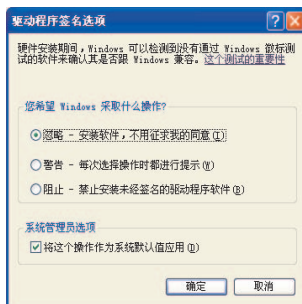 驱动程序签名选项
硬件安装期间，Windows 可以检测到没有通过 Windows 徽标测
试的软件来确认其是否跟 Windows 兼容。这个测试的重要性
您希望 Windows 采取什么操作?
忽略 - 安装软件，不用征求我的同意(I)
警告 - 每次选择操作时都进行提示(W)
阻止 - 禁止安装未经签名的驱动程序软件(B)
系统管理员选项
将这个操作作为系统默认值应用(D)
确定
取消